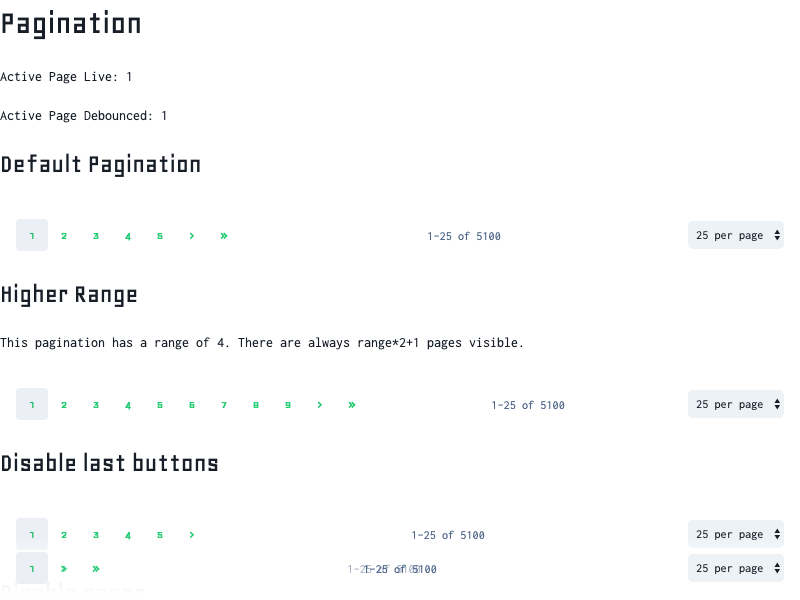 Pagination
Active Page Live: 1
Active Page Debounced: 1
Default Pagination
1 2 3 4 5 › » 1-25 of 5100 25 per page
Higher Range
This pagination has a range of 4. There are always range*2+1 pages visible.
1 2 3 4 5 6 7 8 9 › » 1-25 of 5100 25 per page
Disable last buttons
1 2 3 4 5 › 1-25 of 5100 25 per page
1 » 1-25 of 5100 25 per page